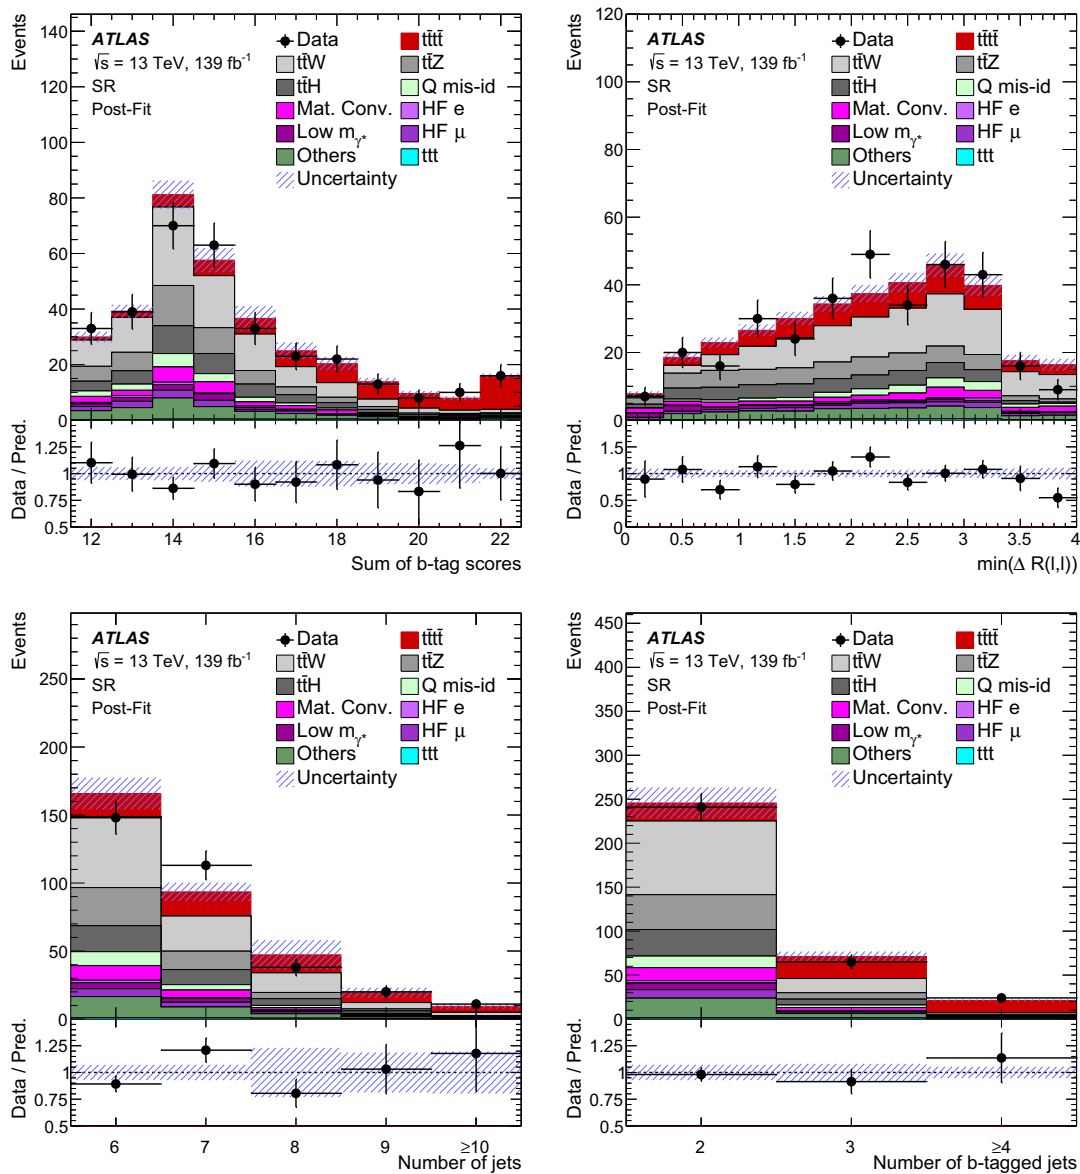 Events
140
120
100
80
60
40
20
0
ATLAS
√s = 13 TeV, 139 fb⁻¹
SR
Post-Fit
Data
tt̄tt̄
tt̄W
tt̄Z
tt̄H
Q mis-id
Mat. Conv.
HF e
Low m_γ*
HF μ
Others
ttt
Uncertainty
Data / Pred.
1.25
1
0.75
0.5
12 14 16 18 20 22
Sum of b-tag scores
Events
120
100
80
60
40
20
0
ATLAS
√s = 13 TeV, 139 fb⁻¹
SR
Post-Fit
Data
tt̄tt̄
tt̄W
tt̄Z
tt̄H
Q mis-id
Mat. Conv.
HF e
Low m_γ*
HF μ
Others
ttt
Uncertainty
Data / Pred.
1.5
1
0.5
0
0 0.5 1 1.5 2 2.5 3 3.5 4
min(Δ R(l,l))
Events
250
200
150
100
50
0
ATLAS
√s = 13 TeV, 139 fb⁻¹
SR
Post-Fit
Data
tt̄tt̄
tt̄W
tt̄Z
tt̄H
Q mis-id
Mat. Conv.
HF e
Low m_γ*
HF μ
Others
ttt
Uncertainty
Data / Pred.
1.25
1
0.75
0.5
6 7 8 9 ≥10
Number of jets
Events
450
400
350
300
250
200
150
100
50
0
ATLAS
√s = 13 TeV, 139 fb⁻¹
SR
Post-Fit
Data
tt̄tt̄
tt̄W
tt̄Z
tt̄H
Q mis-id
Mat. Conv.
HF e
Low m_γ*
HF μ
Others
ttt
Uncertainty
Data / Pred.
1.25
1
0.75
0.5
2 3 ≥4
Number of b-tagged jets